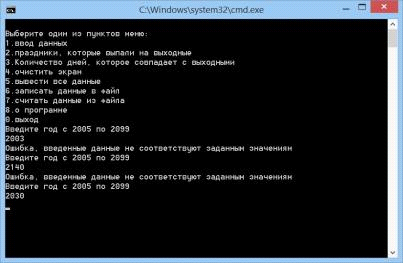 C:\Windows\system32\cmd.exe
Выберите один из пунктов меню:
1.ввод данных
2.праздники, которые выпали на выходные
3.Количество дней, которое совпадает с выходными
4.очистить экран
5.вывести все данные
6.записать данные в файл
7.считать данные из файла
8.о программе
0.выход
Введите год с 2005 по 2099
2003
Ошибка, введенные данные не соответствуют заданным значениям
Введите год с 2005 по 2099
2140
Ошибка, введенные данные не соответствуют заданным значениям
Введите год с 2005 по 2099
2030